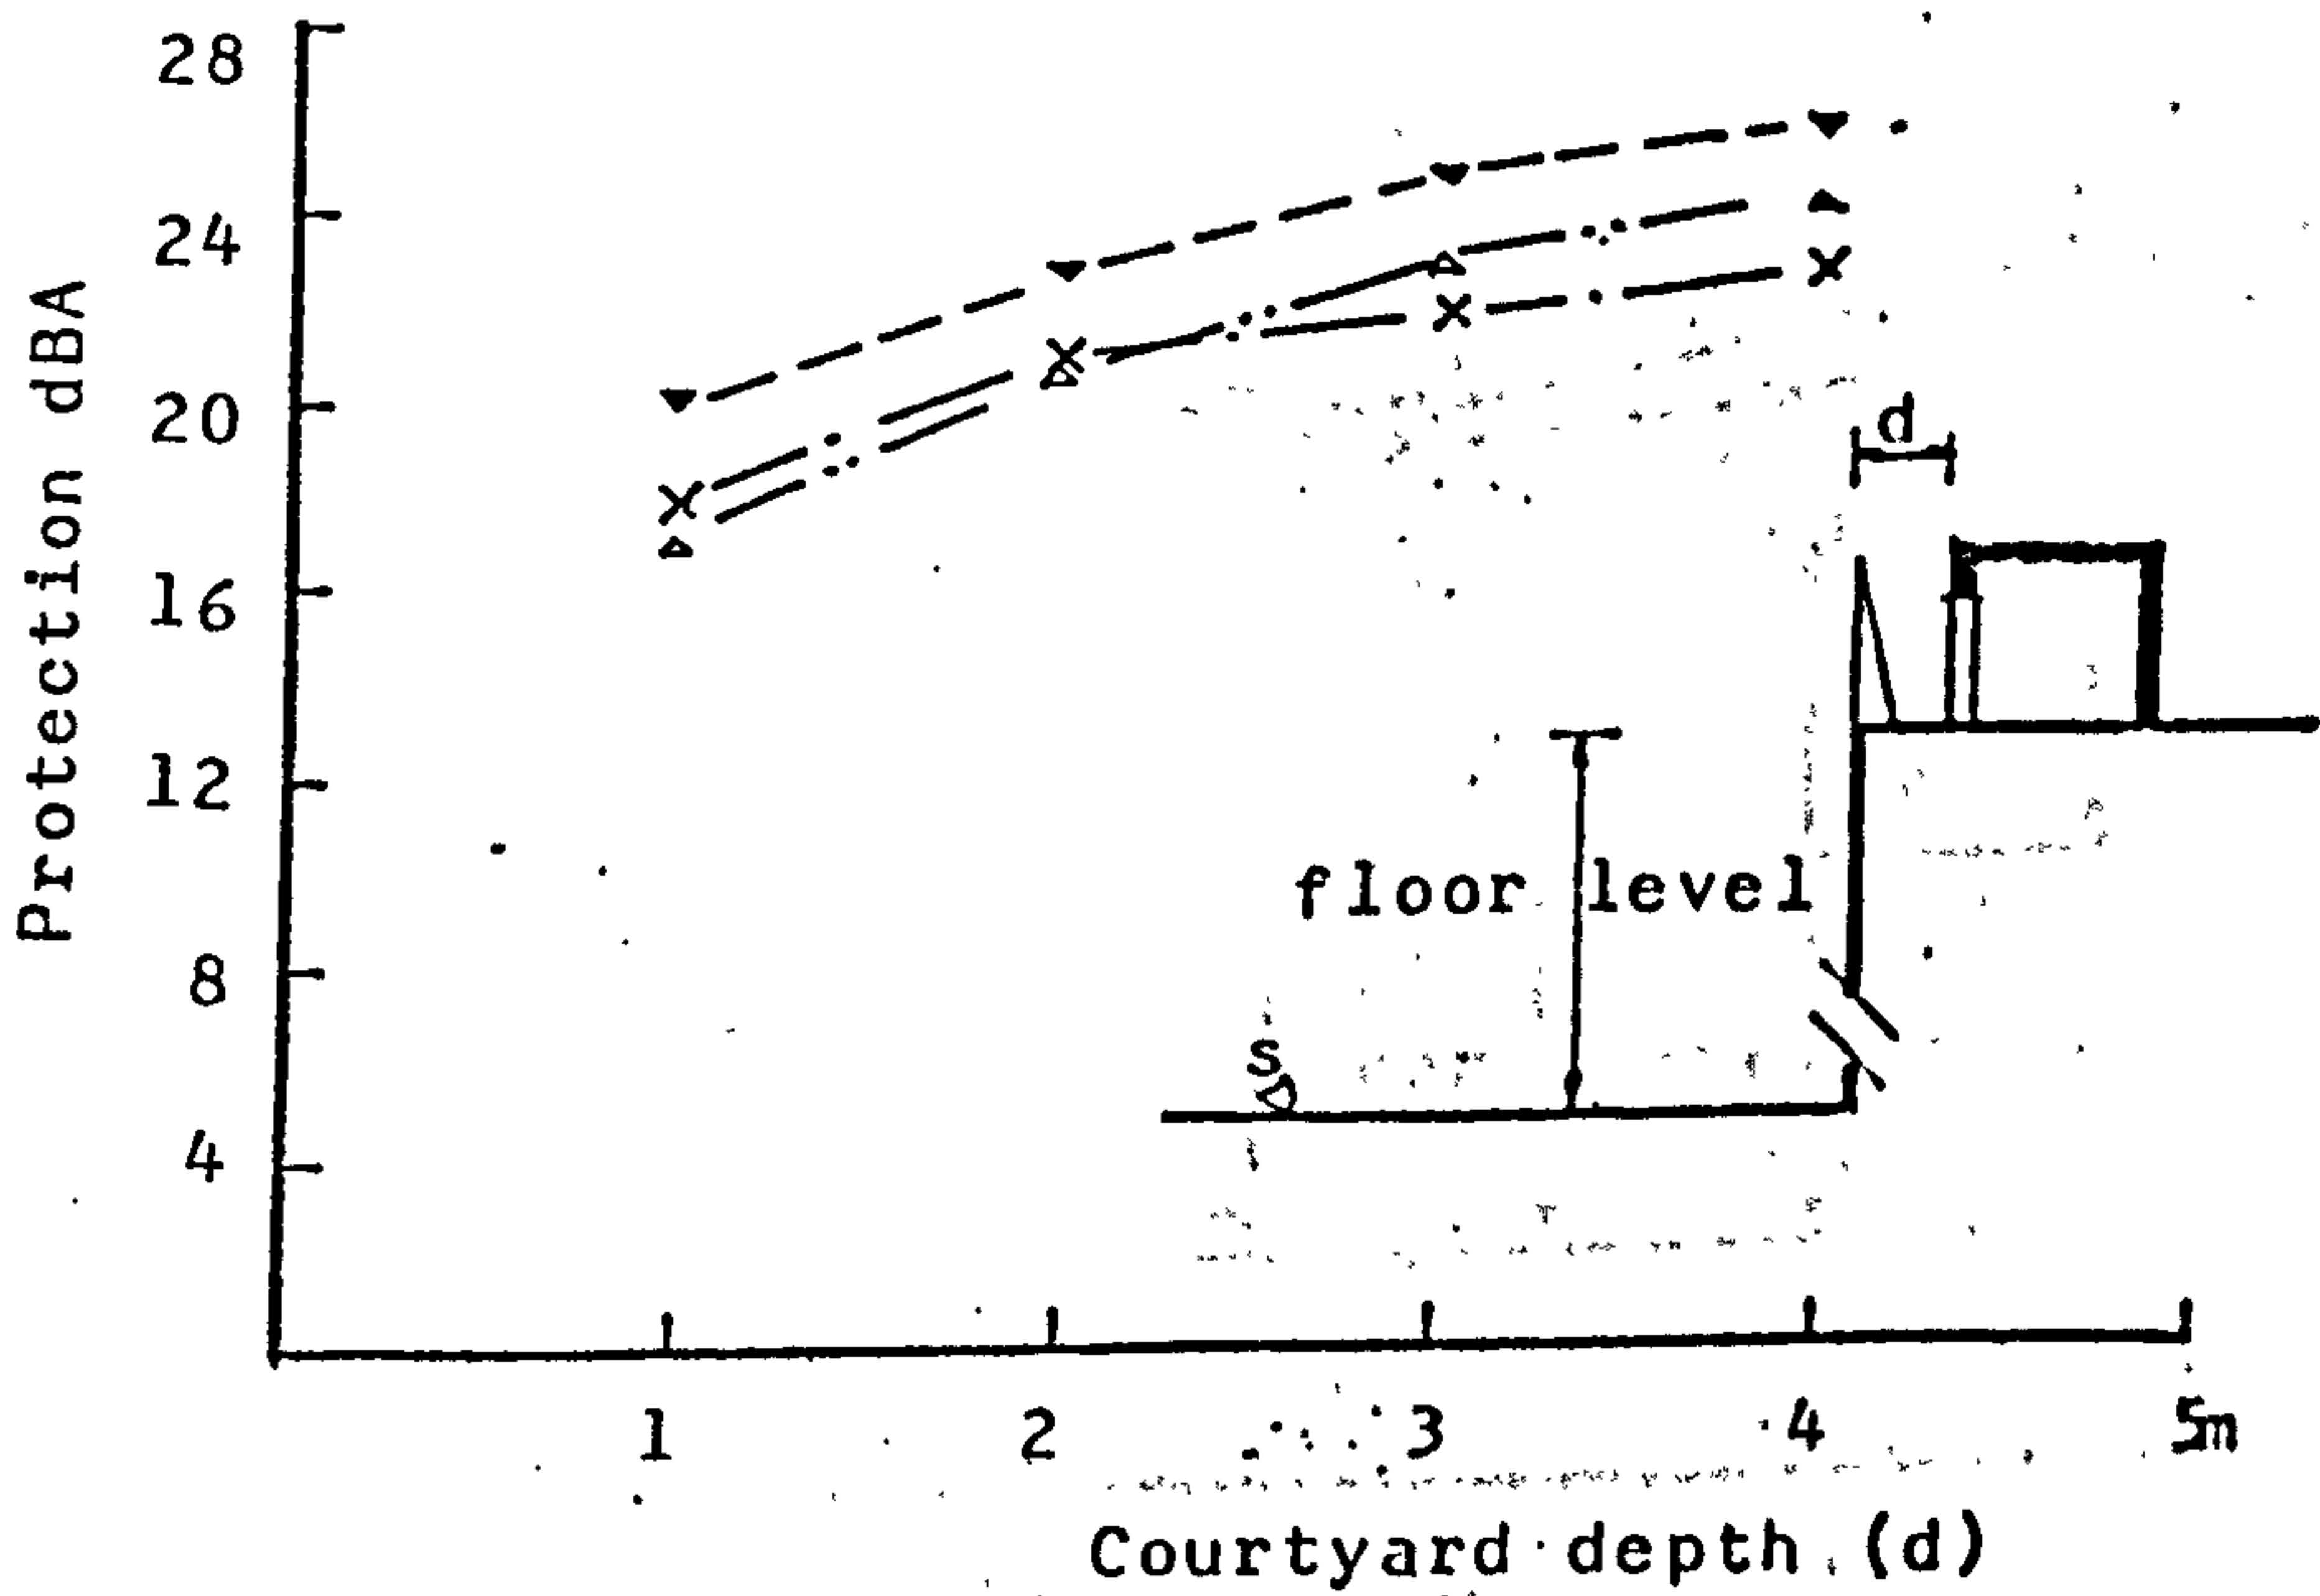 Protection dBA
28
24
20
16
12
8
4
d
floor level
s
1 2 3 4 5m
Courtyard depth (d)